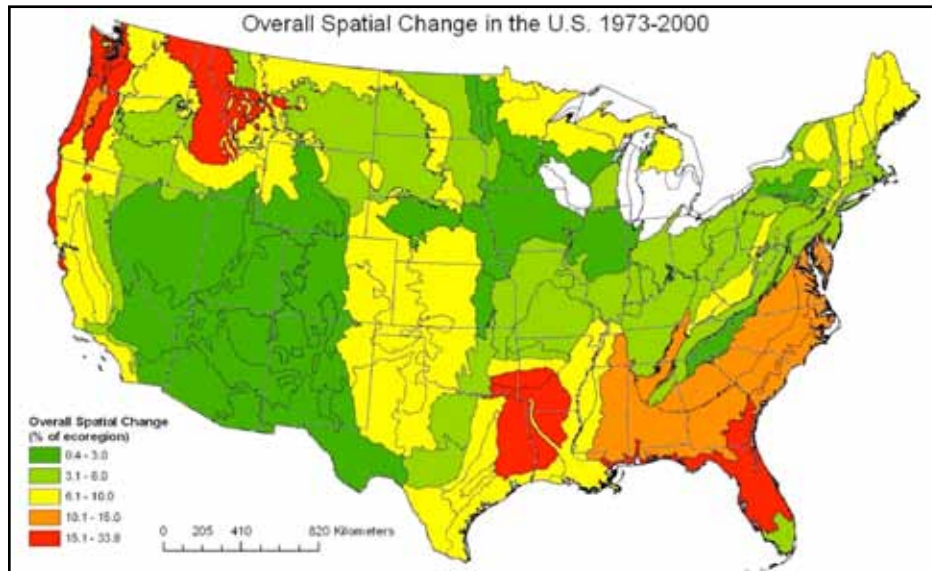 Overall Spatial Change in the U.S. 1973-2000
Overall Spatial Change
(% of ecoregion)
0.4 - 3.0
3.1 - 6.0
6.1 - 10.0
10.1 - 15.0
15.1 - 33.8
0 205 410 820 Kilometers